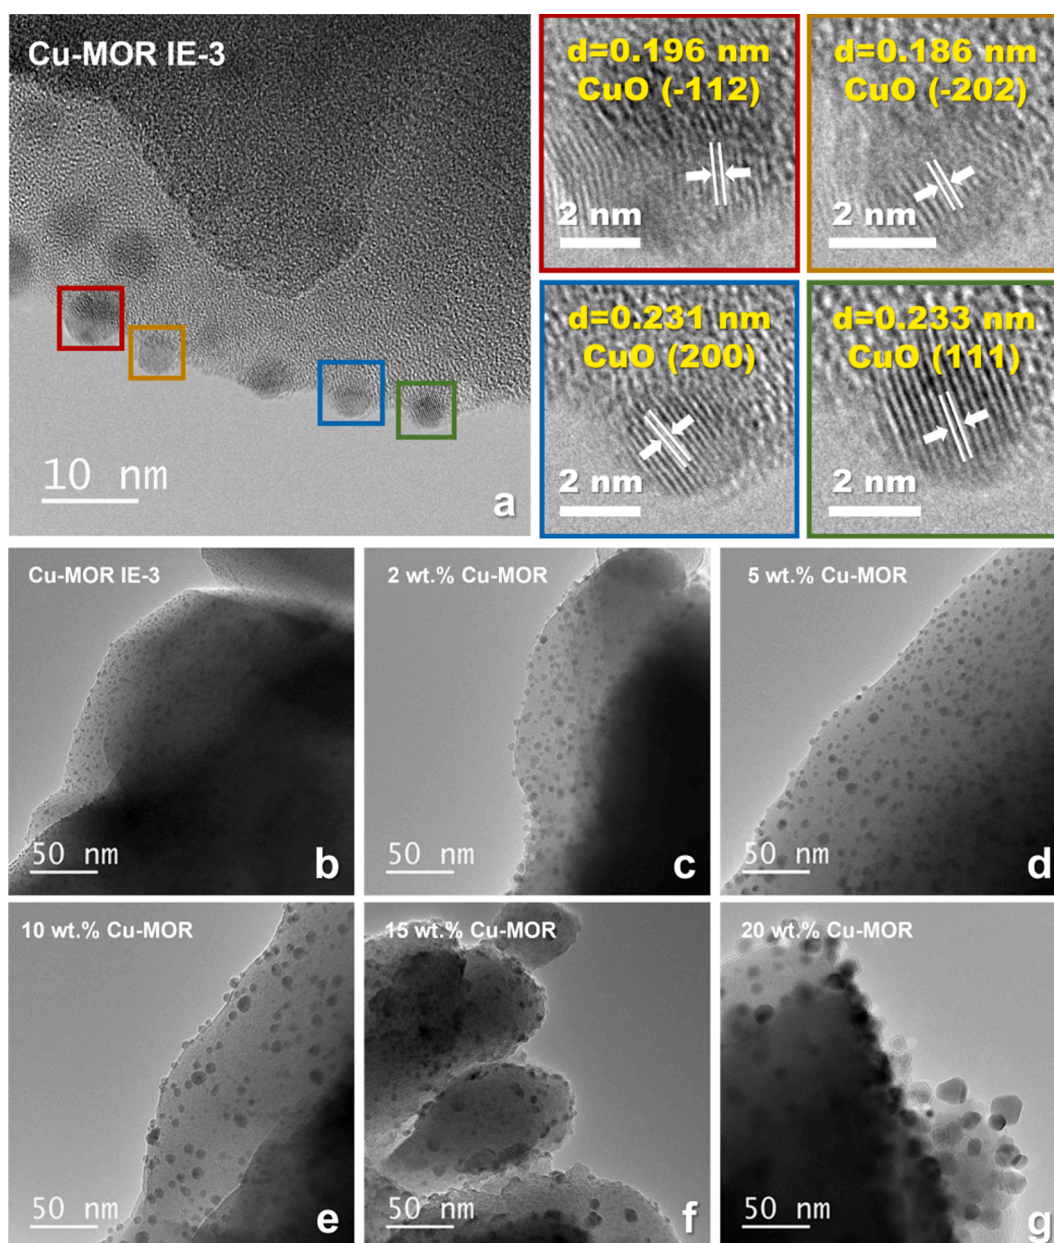 Cu-MOR IE-3
10 nm
a
d=0.196 nm
CuO (-112)
2 nm
d=0.186 nm
CuO (-202)
2 nm
d=0.231 nm
CuO (200)
2 nm
d=0.233 nm
CuO (111)
2 nm
Cu-MOR IE-3
50 nm
b
2 wt.% Cu-MOR
50 nm
c
5 wt.% Cu-MOR
50 nm
d
10 wt.% Cu-MOR
50 nm
e
15 wt.% Cu-MOR
50 nm
f
20 wt.% Cu-MOR
50 nm
g